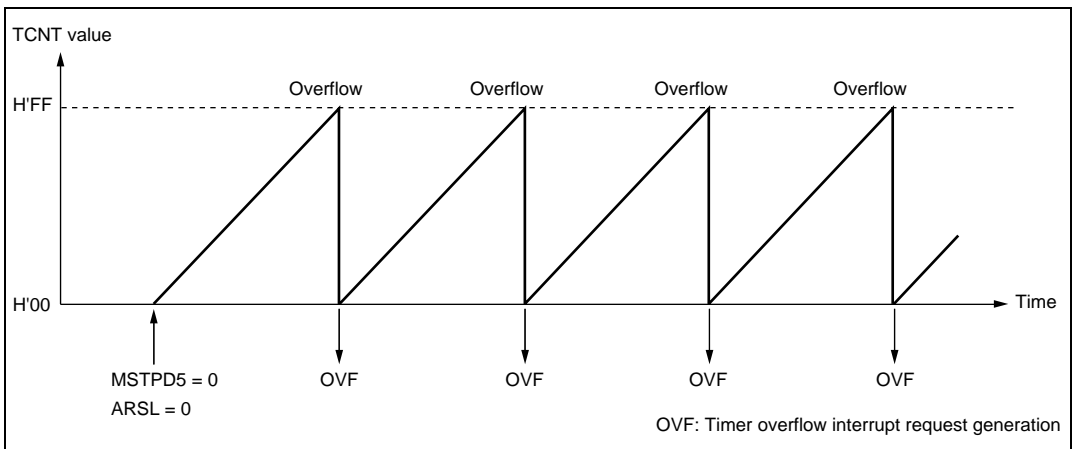 TCNT value
Overflow Overflow Overflow Overflow
H'FF
H'00
Time
MSTPD5 = 0 OVF OVF OVF OVF
ARSL = 0
OVF: Timer overflow interrupt request generation